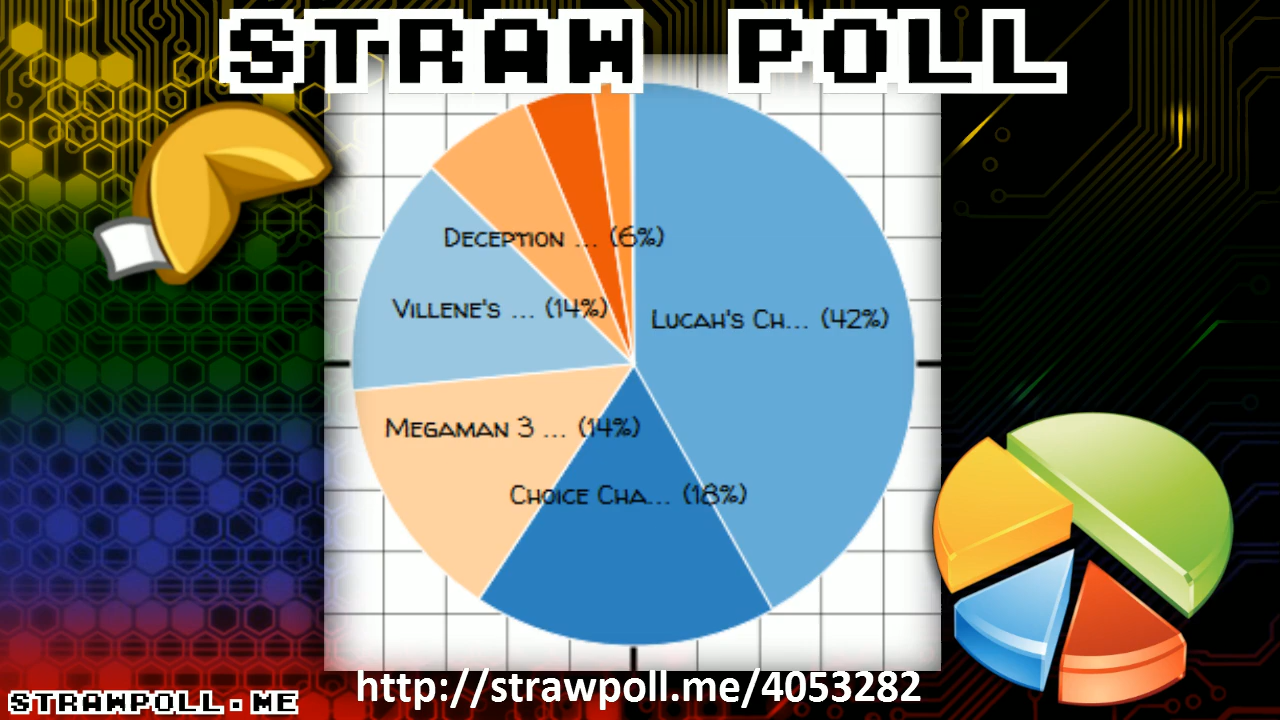 STRAW POLL
Deception ... (6%)
Villene's ... (14%)
Lucah's Ch... (42%)
Megaman 3 ... (14%)
Choice Cha... (18%)
http://strawpoll.me/4053282
STRAWPOLL.ME